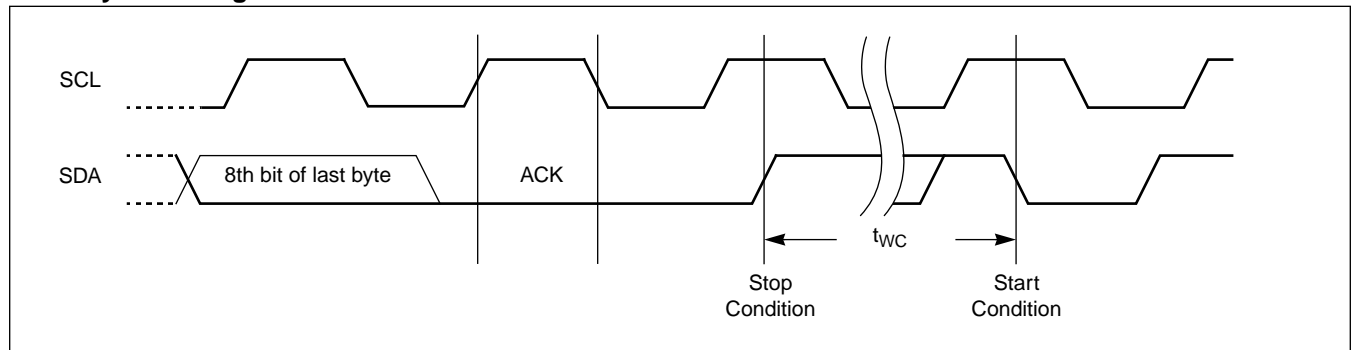 SCL
SDA
8th bit of last byte
ACK
tWC
Stop
Condition
Start
Condition